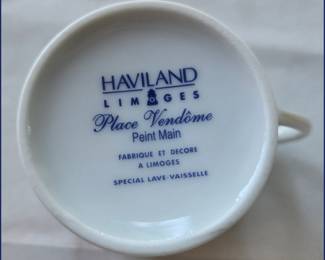 HAVILAND
LIMOGES
Place Vendôme
Peint Main
FABRIQUE ET DECORE
A LIMOGES
SPECIAL LAVE-VAISSELLE